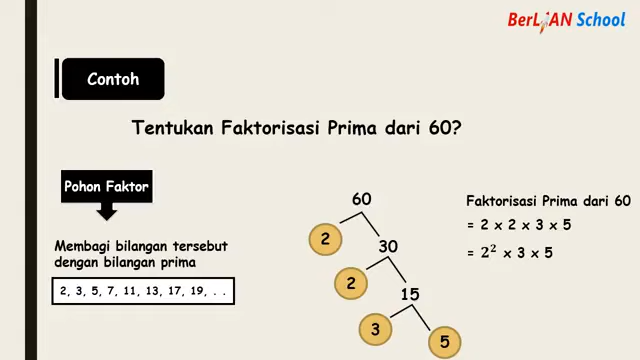 BerLiAN School
Contoh
Tentukan Faktorisasi Prima dari 60?
Pohon Faktor
Membagi bilangan tersebut
dengan bilangan prima
2, 3, 5, 7, 11, 13, 17, 19, . .
60
2
30
2
15
3
5
Faktorisasi Prima dari 60
= 2 x 2 x 3 x 5
= 2² x 3 x 5